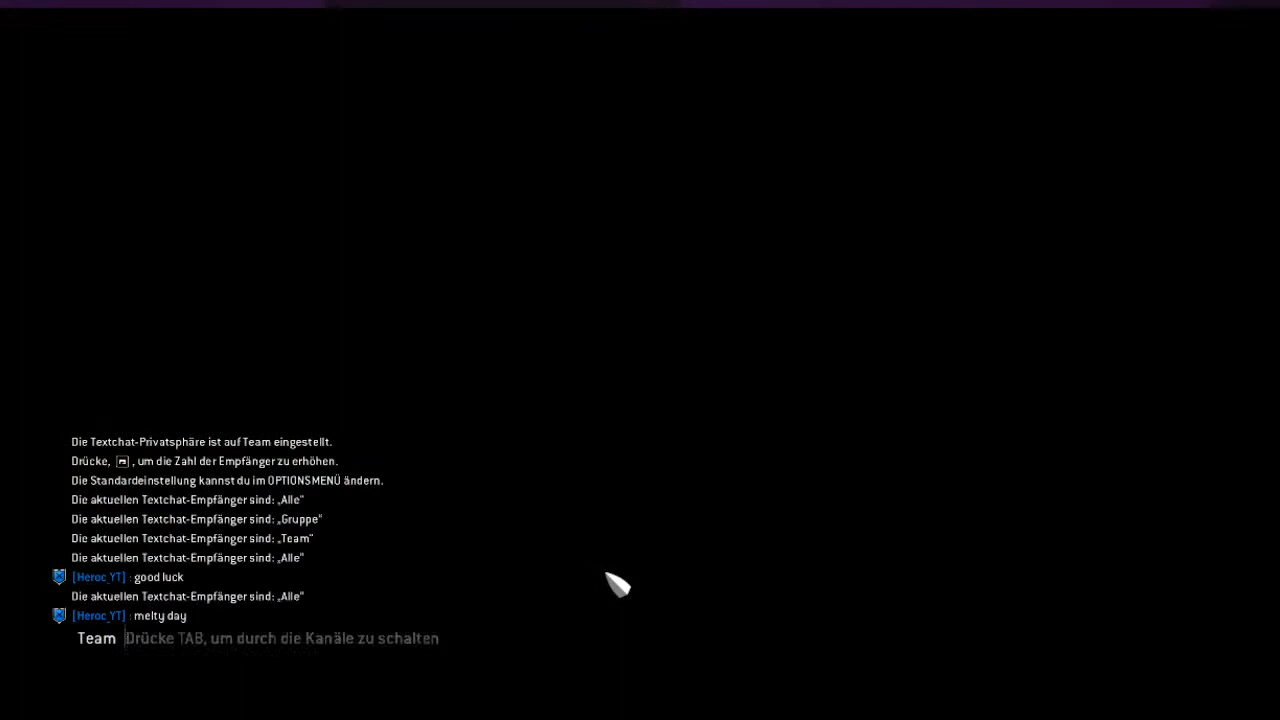 Die Textchat-Privatsphäre ist auf Team eingestellt.
Drücke, , um die Zahl der Empfänger zu erhöhen.
Die Standardeinstellung kannst du im OPTIONSMENÜ ändern.
Die aktuellen Textchat-Empfänger sind: „Alle“
Die aktuellen Textchat-Empfänger sind: „Gruppe“
Die aktuellen Textchat-Empfänger sind: „Team“
Die aktuellen Textchat-Empfänger sind: „Alle“
[Heroc_YT] : good luck
Die aktuellen Textchat-Empfänger sind: „Alle“
[Heroc_YT] : melty day
Team Drücke TAB, um durch die Kanäle zu schalten